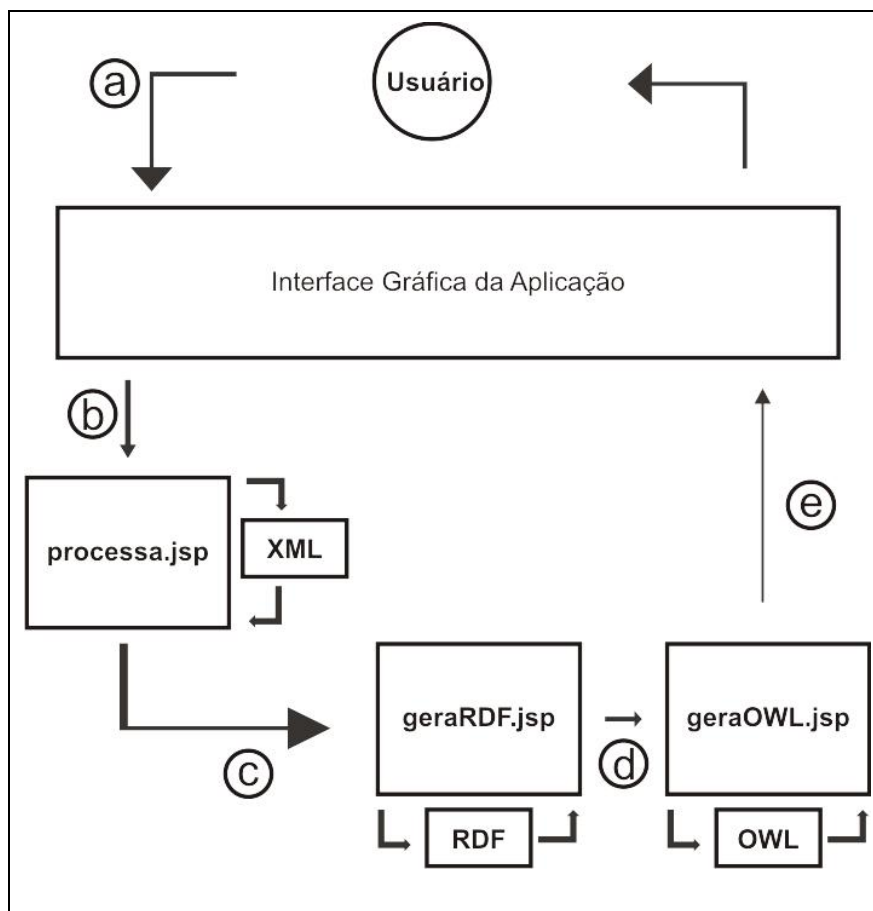 a
Usuário
Interface Gráfica da Aplicação
b
e
processa.jsp
XML
geraRDF.jsp
geraOWL.jsp
c
d
RDF
OWL